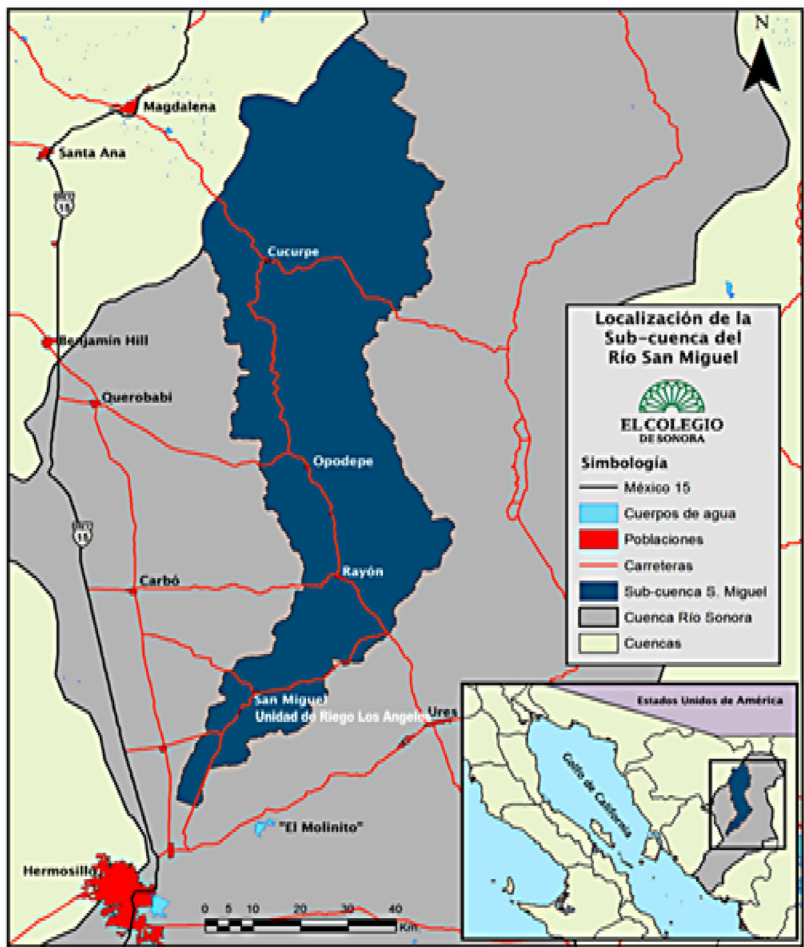 N
Magdalena
Santa Ana
15
Cucurpe
Benjamín Hill
Querobabi
Opodepe
15
Carbó
Rayón
San Miguel
Unidad de Riego Los Angeles
Ures
"El Molinito"
Hermosillo
0 5 10 20 30 40
Km
Localización de la
Sub-cuenca del
Río San Miguel
EL COLEGIO
DE SONORA
Simbología
México 15
Cuerpos de agua
Poblaciones
Carreteras
Sub-cuenca S. Miguel
Cuenca Río Sonora
Cuencas
Estados Unidos de América
Golfo de California